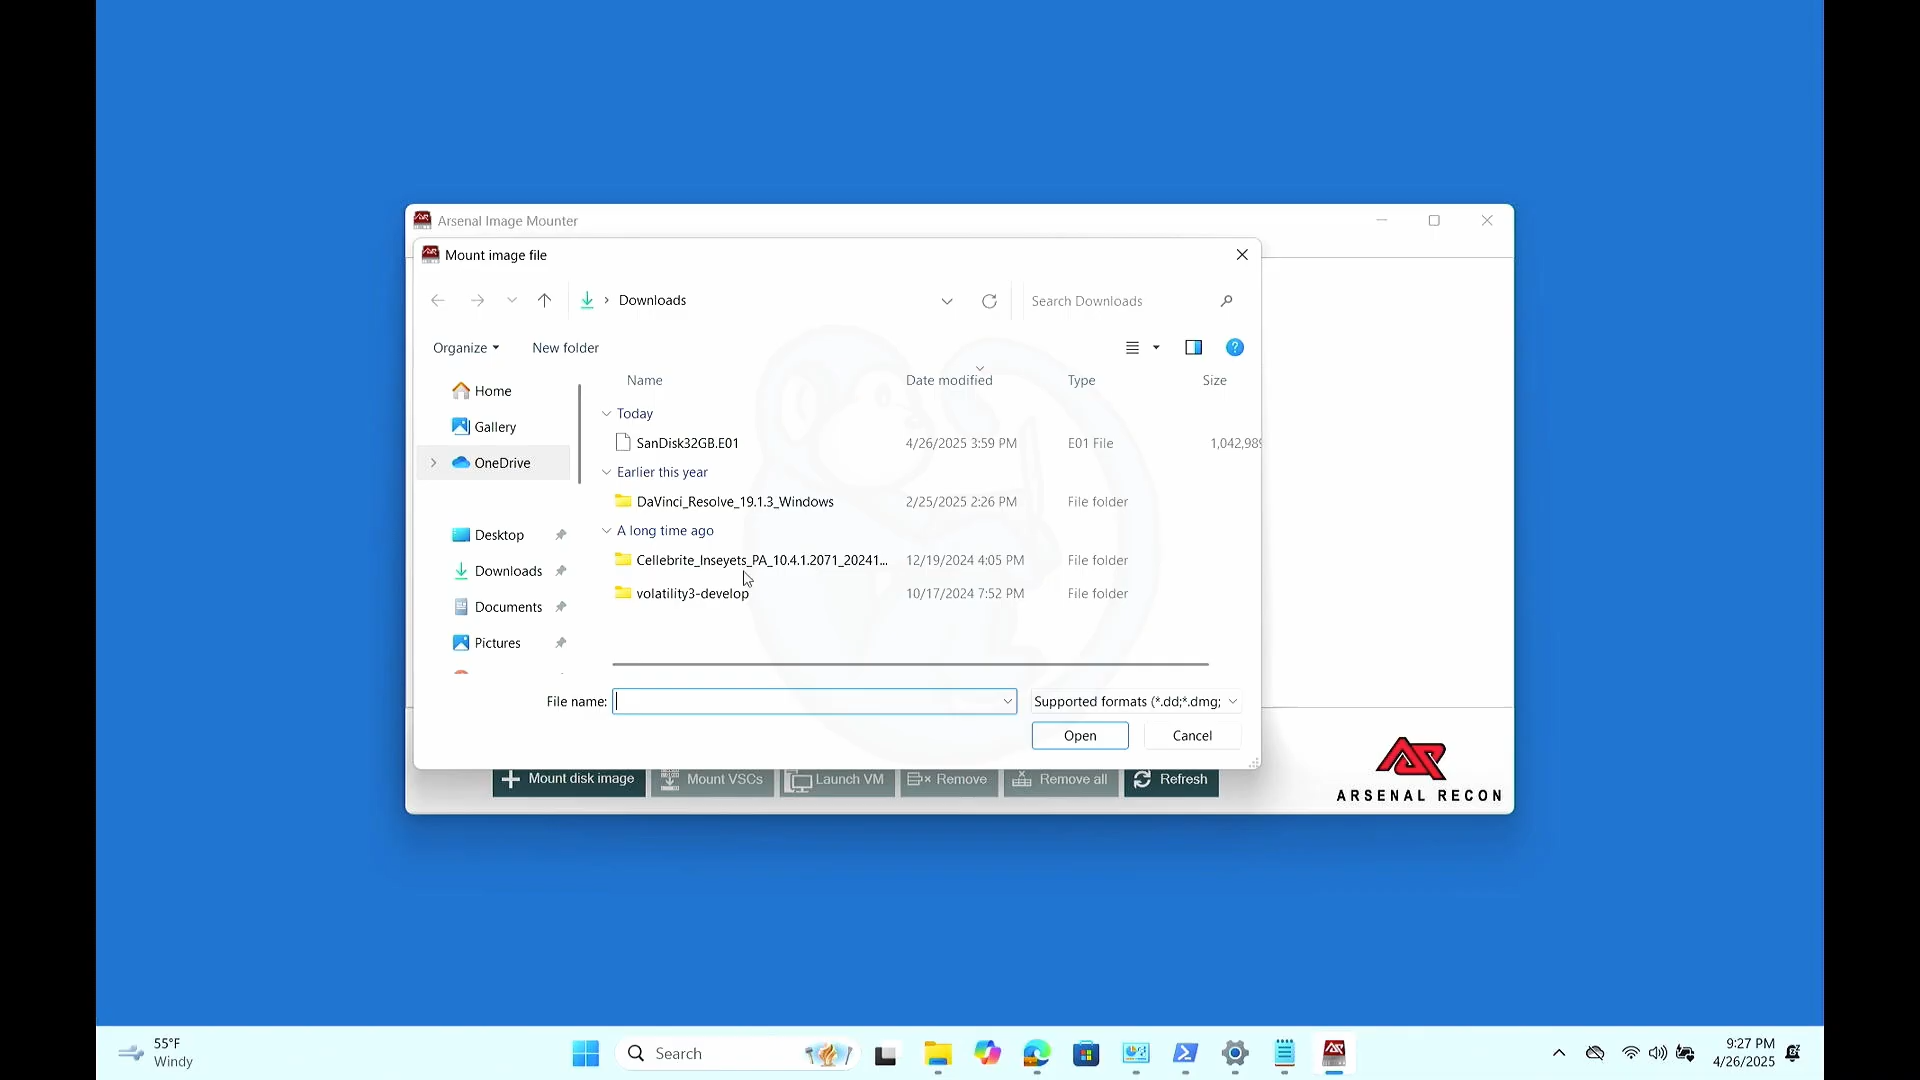 Arsenal Image Mounter
Mount image file
Downloads
Search Downloads
Organize
New folder
Name
Date modified
Type
Size
Home
Gallery
OneDrive
Desktop
Downloads
Documents
Pictures
Today
SanDisk32GB.E01
4/26/2025 3:59 PM
E01 File
1,042,989
Earlier this year
DaVinci_Resolve_19.1.3_Windows
2/25/2025 2:26 PM
File folder
A long time ago
Cellebrite_Inseyets_PA_10.4.1.2071_20241...
12/19/2024 4:05 PM
File folder
volatility3-develop
10/17/2024 7:52 PM
File folder
File name:
Supported formats (*.dd;*.dmg;
Open
Cancel
Mount disk image
Mount VSCs
Launch VM
Remove
Remove all
Refresh
ARSENAL RECON
55°F
Windy
Search
9:27 PM
4/26/2025